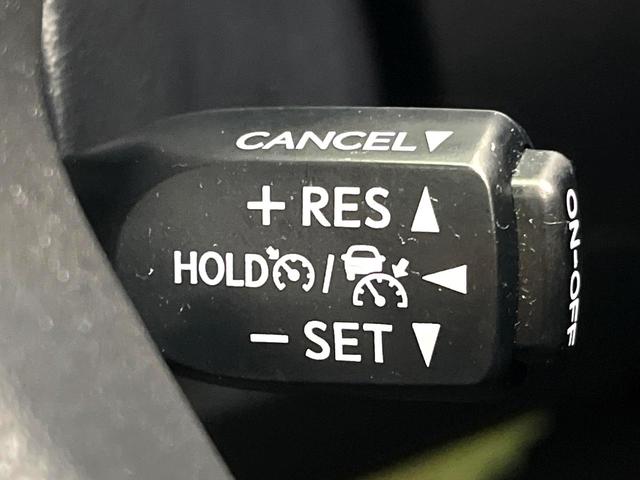 CANCEL▼
+ RES ▲
HOLD / ◀
− SET ▼
ON-OFF